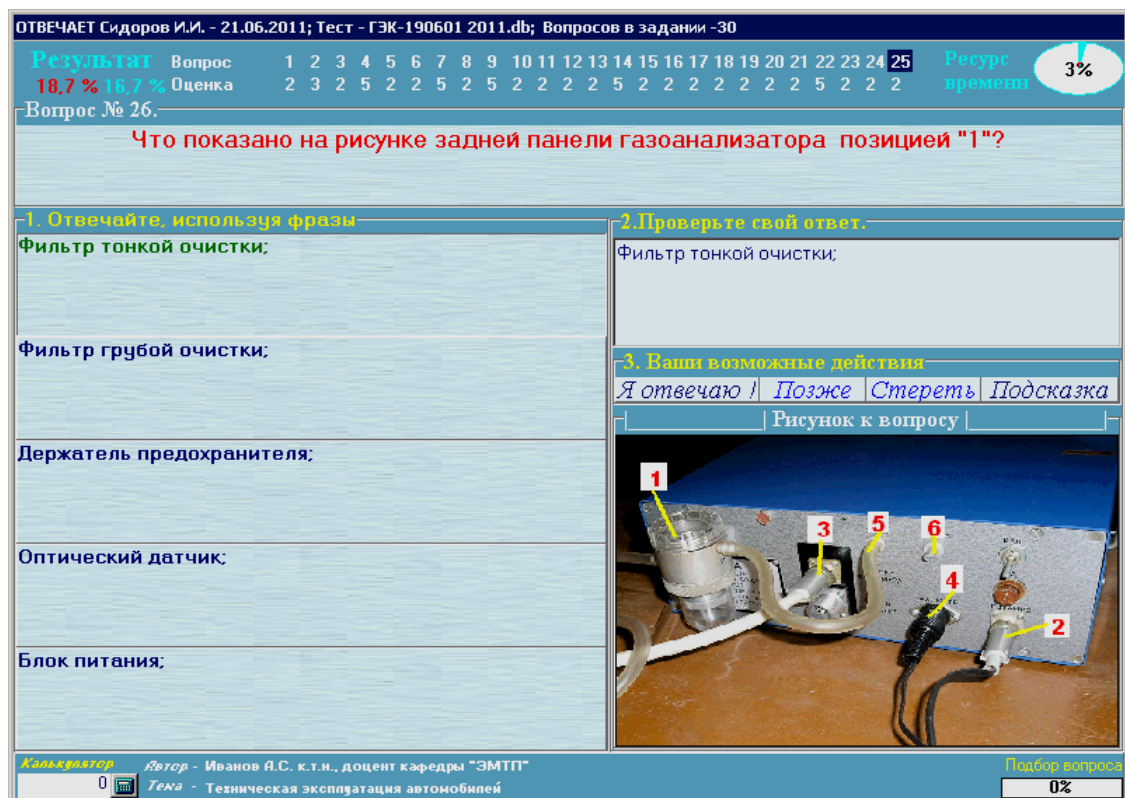 ОТВЕЧАЕТ Сидоров И.И. - 21.06.2011; Тест - ГЭК-190601 2011.db; Вопросов в задании -30
Результат Вопрос 1 2 3 4 5 6 7 8 9 10 11 12 13 14 15 16 17 18 19 20 21 22 23 24 25 Ресурс
18,7 % 16,7 % Оценка 2 3 2 5 2 2 5 2 5 2 2 2 2 5 2 2 2 2 2 2 2 5 2 2 2 времени 3%
Вопрос № 26.
Что показано на рисунке задней панели газоанализатора позицией "1"?
1. Отвечайте, используя фразы
Фильтр тонкой очистки;
Фильтр грубой очистки;
Держатель предохранителя;
Оптический датчик;
Блок питания;
2.Проверьте свой ответ.
Фильтр тонкой очистки;
3. Ваши возможные действия
Я отвечаю ! Позже Стереть Подсказка
Рисунок к вопросу
1
3
5
6
4
2
Калькулятор
0
Автор - Иванов А.С. к.т.н., доцент кафедры "ЭМТП"
Тема - Техническая эксплуатация автомобилей
Подбор вопроса
0%